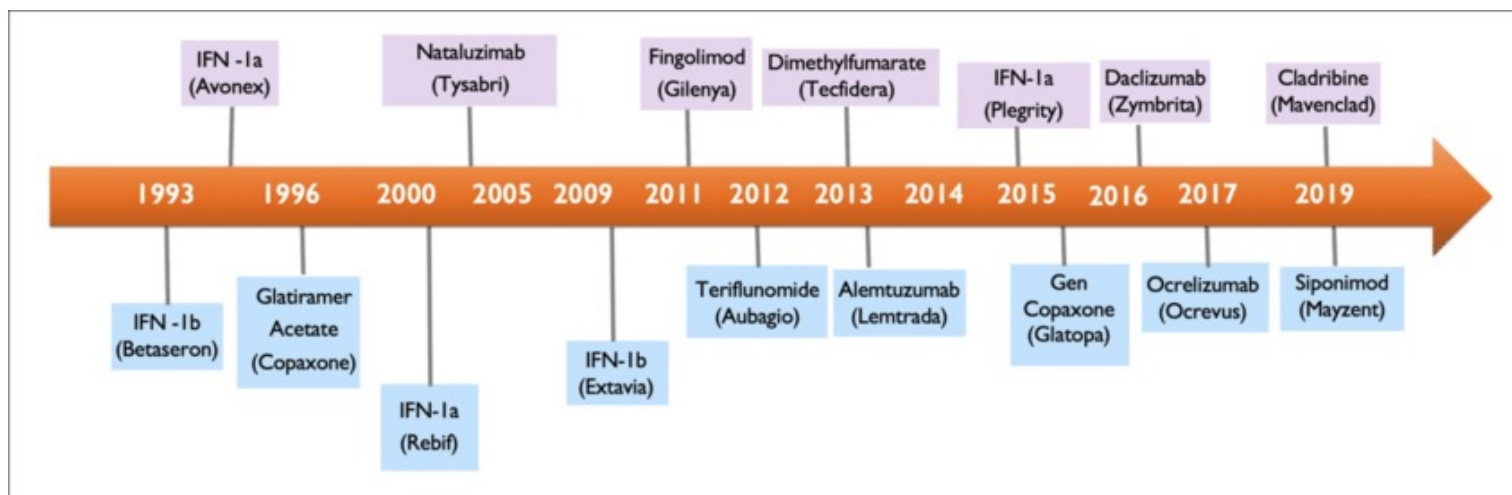 IFN -1a
(Avonex)
Nataluzimab
(Tysabri)
Fingolimod
(Gilenya)
Dimethylfumarate
(Tecfidera)
IFN-1a
(Plegrity)
Daclizumab
(Zymbrita)
Cladribine
(Mavenclad)
1993 1996 2000 2005 2009 2011 2012 2013 2014 2015 2016 2017 2019
IFN -1b
(Betaseron)
Glatiramer
Acetate
(Copaxone)
IFN-1a
(Rebif)
IFN-1b
(Extavia)
Teriflunomide
(Aubagio)
Alemtuzumab
(Lemtrada)
Gen
Copaxone
(Glatopa)
Ocrelizumab
(Ocrevus)
Siponimod
(Mayzent)